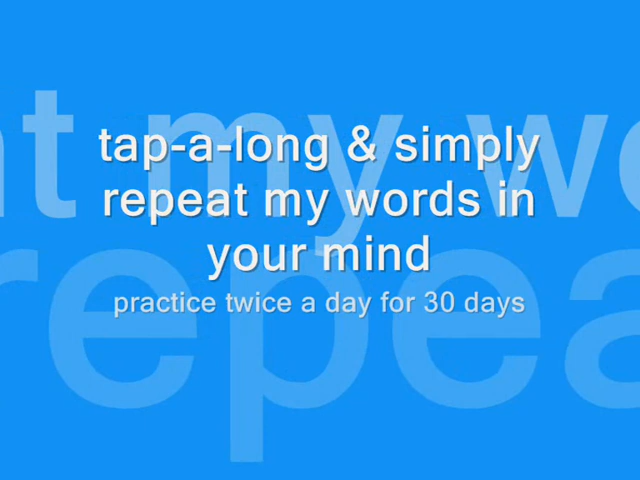 tap-a-long & simply
repeat my words in
your mind
practice twice a day for 30 days